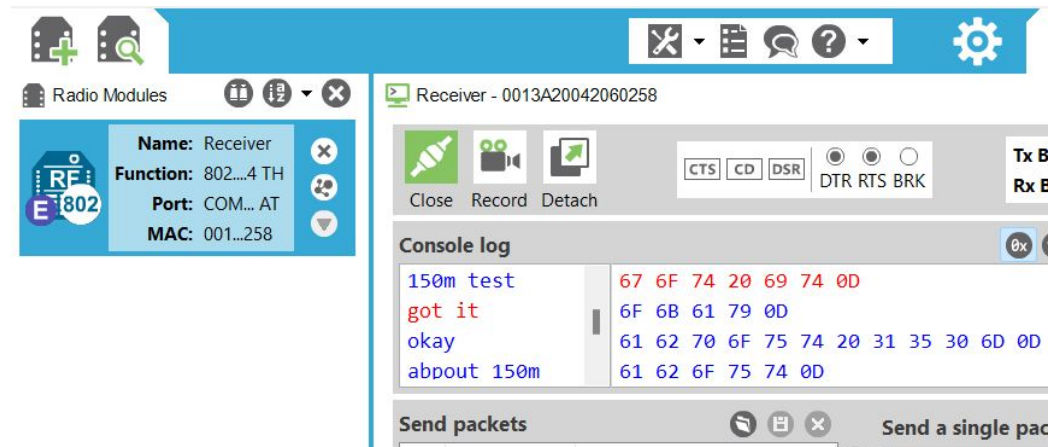 Radio Modules
Receiver - 0013A20042060258
Name: Receiver
Function: 802....4 TH
Port: COM... AT
MAC: 001...258
RF
E 802
Close Record Detach
CTS CD DSR
DTR RTS BRK
Tx B
Rx B
Console log
0x
150m test
got it
okay
abpout 150m
67 6F 74 20 69 74 0D
6F 6B 61 79 0D
61 62 70 6F 75 74 20 31 35 30 6D 0D
61 62 6F 75 74 0D
Send packets
Send a single pac